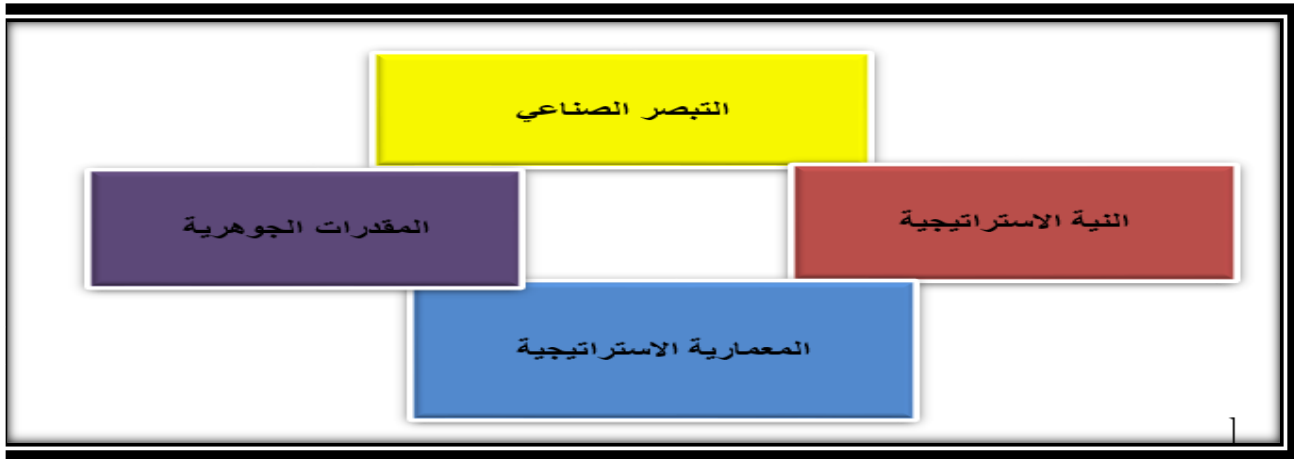 التبصر الصناعي
النية الاستراتيجية
المقدرات الجوهرية
المعمارية الاستراتيجية
]